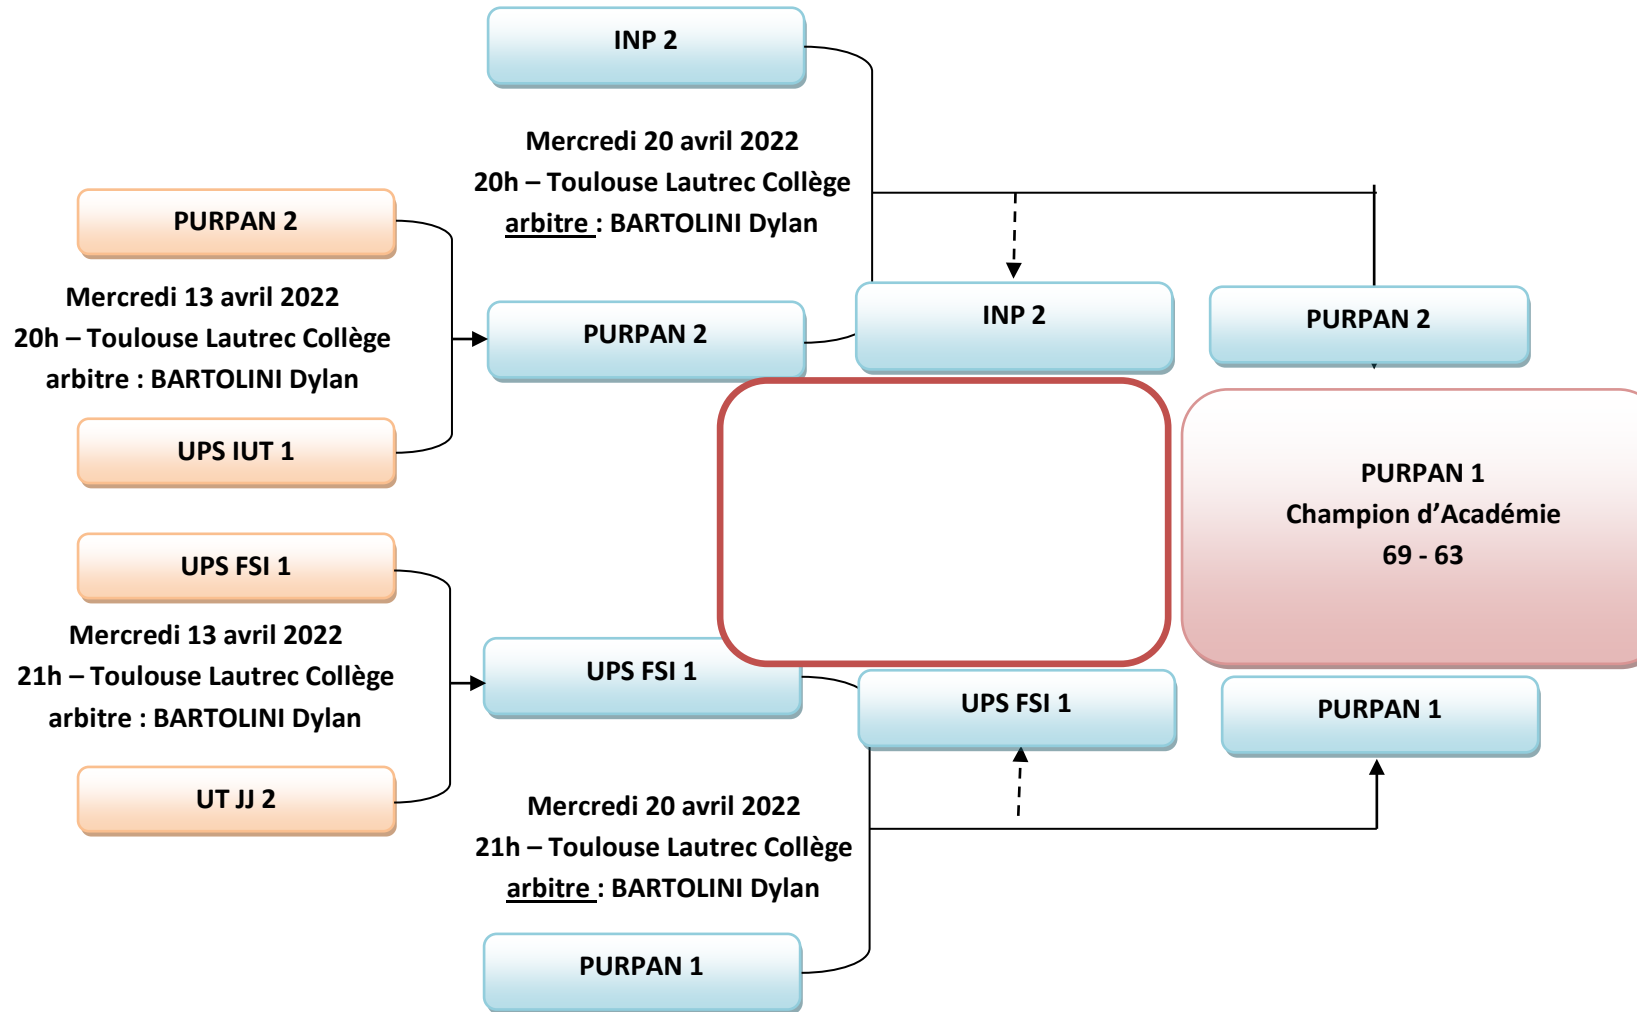 INP 2
Mercredi 20 avril 2022
20h – Toulouse Lautrec Collège
arbitre : BARTOLINI Dylan
PURPAN 2
Mercredi 13 avril 2022
20h – Toulouse Lautrec Collège
arbitre : BARTOLINI Dylan
UPS IUT 1
PURPAN 2
INP 2
PURPAN 2
PURPAN 1
Champion d’Académie
69 - 63
UPS FSI 1
Mercredi 13 avril 2022
21h – Toulouse Lautrec Collège
arbitre : BARTOLINI Dylan
UT JJ 2
UPS FSI 1
UPS FSI 1
PURPAN 1
Mercredi 20 avril 2022
21h – Toulouse Lautrec Collège
arbitre : BARTOLINI Dylan
PURPAN 1